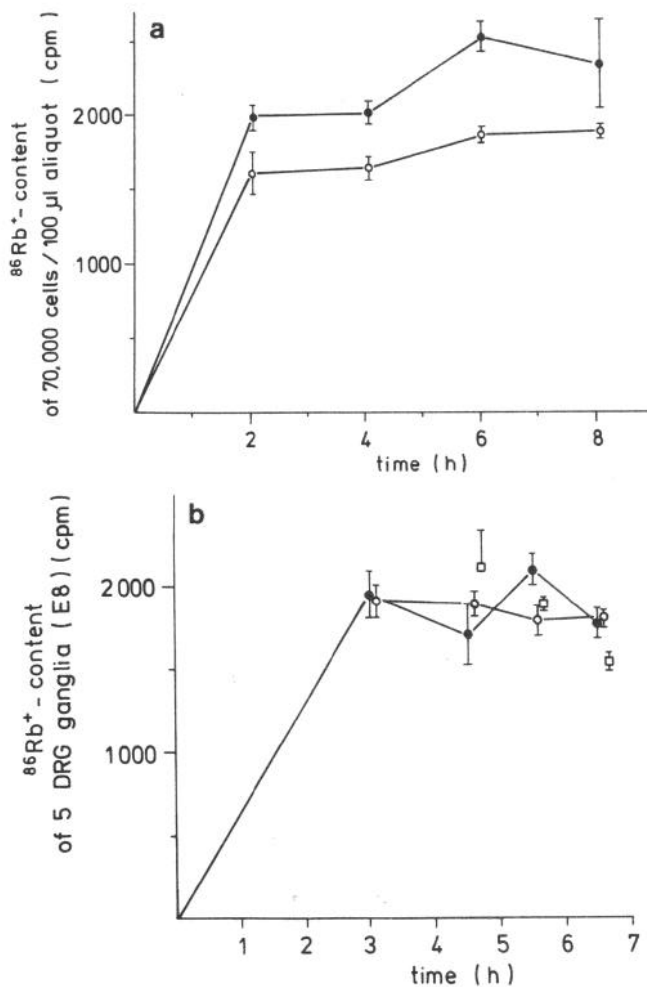 a
⁸⁶Rb⁺- content
of 70,000 cells / 100 µl aliquot (cpm)
2000
1000
2 4 6 8
time (h)
b
⁸⁶Rb⁺- content
of 5 DRG ganglia (E8) (cpm)
2000
1000
1 2 3 4 5 6 7
time (h)